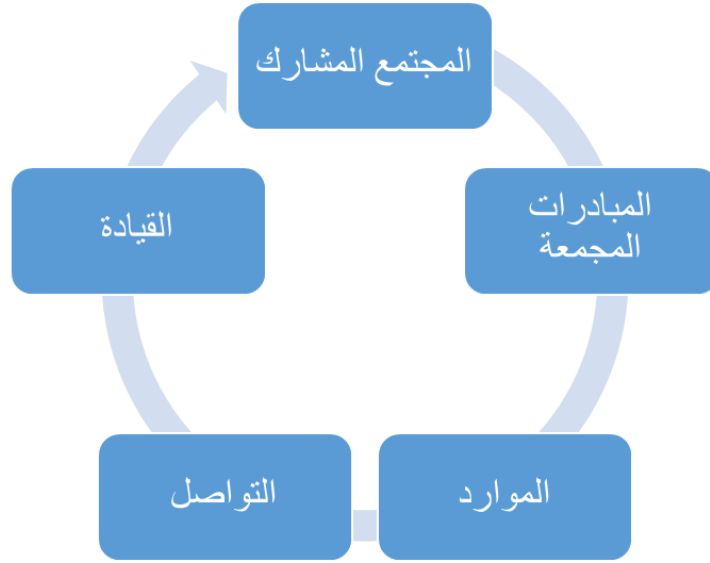 المجتمع المشارك
المبادرات
المجمعة
الموارد
التواصل
القيادة